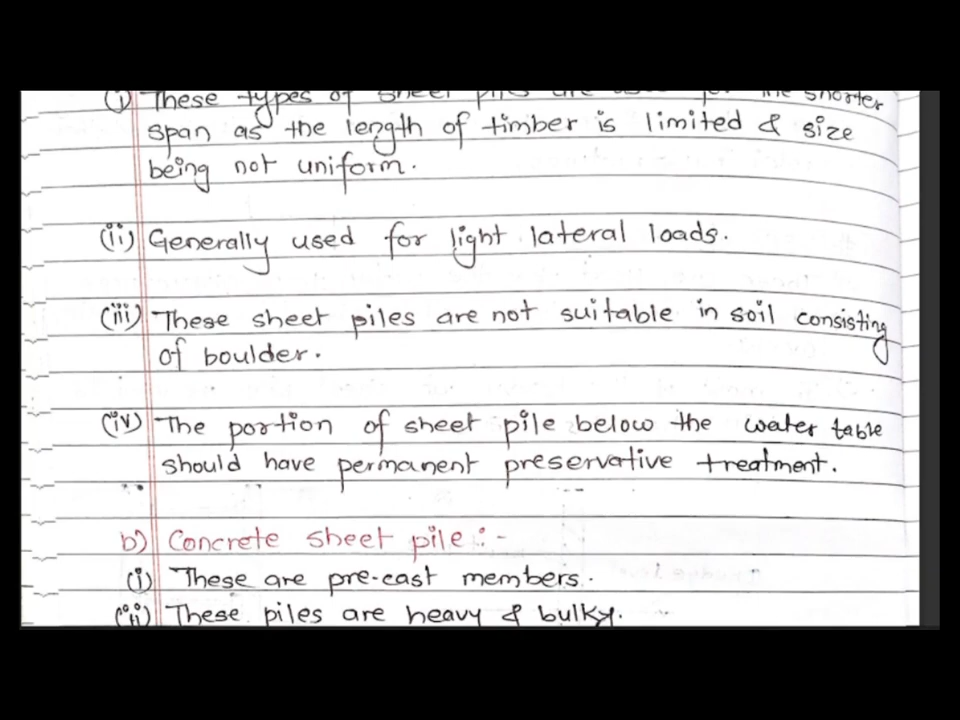 (i) These types of sheet piles are used for the shorter
span as the length of timber is limited & size
being not uniform.
(ii) Generally used for light lateral loads.
(iii) These sheet piles are not suitable in soil consisting
of boulder.
(iv) The portion of sheet pile below the water table
should have permanent preservative treatment.
b) Concrete sheet pile :-
(i) These are pre-cast members.
(ii) These piles are heavy & bulky.